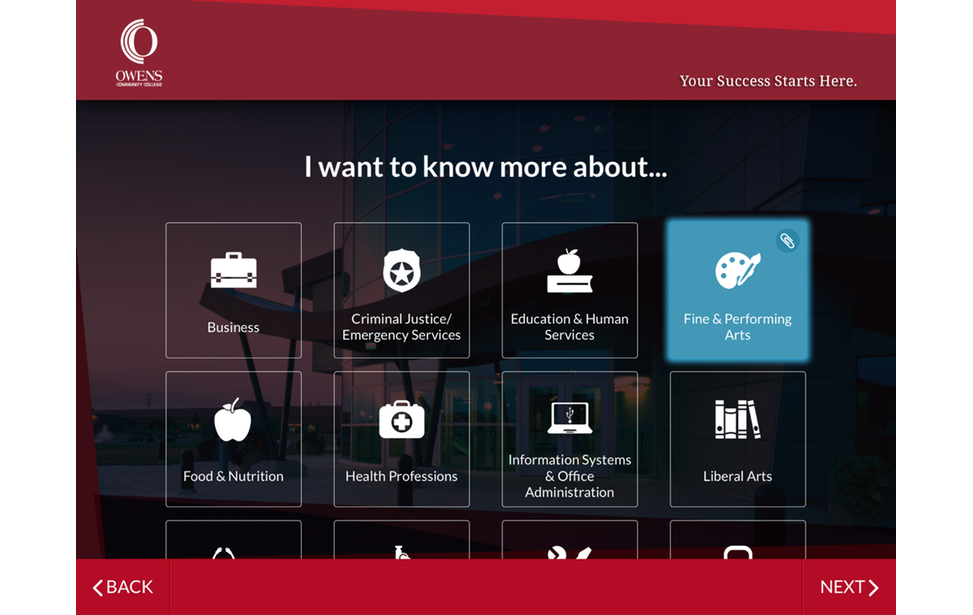 OWENS
COMMUNITY COLLEGE
Your Success Starts Here.
I want to know more about...
Business
Criminal Justice/
Emergency Services
Education & Human
Services
Fine & Performing
Arts
Food & Nutrition
Health Professions
Information Systems
& Office
Administration
Liberal Arts
BACK
NEXT